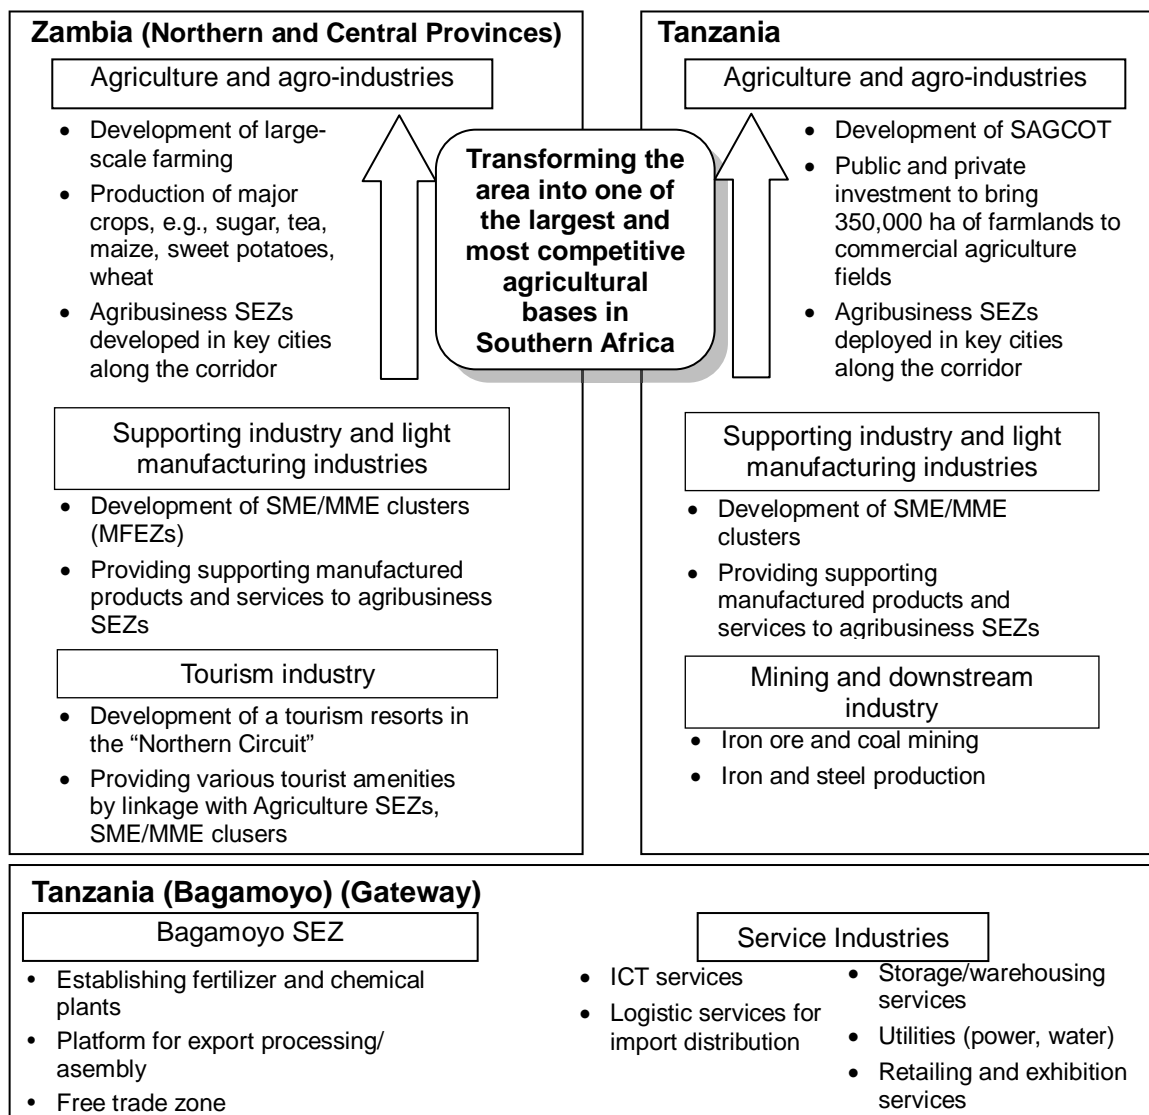 Zambia (Northern and Central Provinces)
Agriculture and agro-industries
• Development of large-
scale farming
• Production of major
crops, e.g., sugar, tea,
maize, sweet potatoes,
wheat
• Agribusiness SEZs
developed in key cities
along the corridor
Supporting industry and light
manufacturing industries
• Development of SME/MME clusters
(MFEZs)
• Providing supporting manufactured
products and services to agribusiness
SEZs
Tourism industry
• Development of a tourism resorts in
the “Northern Circuit”
• Providing various tourist amenities
by linkage with Agriculture SEZs,
SME/MME clusers
Transforming the
area into one of
the largest and
most competitive
agricultural
bases in
Southern Africa
Tanzania
Agriculture and agro-industries
• Development of SAGCOT
• Public and private
investment to bring
350,000 ha of farmlands to
commercial agriculture
fields
• Agribusiness SEZs
deployed in key cities
along the corridor
Supporting industry and light
manufacturing industries
• Development of SME/MME
clusters
• Providing supporting
manufactured products and
services to agribusiness SEZs
Mining and downstream
industry
• Iron ore and coal mining
• Iron and steel production
Tanzania (Bagamoyo) (Gateway)
Bagamoyo SEZ
• Establishing fertilizer and chemical
plants
• Platform for export processing/
asembly
• Free trade zone
Service Industries
• ICT services
• Logistic services for
import distribution
• Storage/warehousing
services
• Utilities (power, water)
• Retailing and exhibition
services